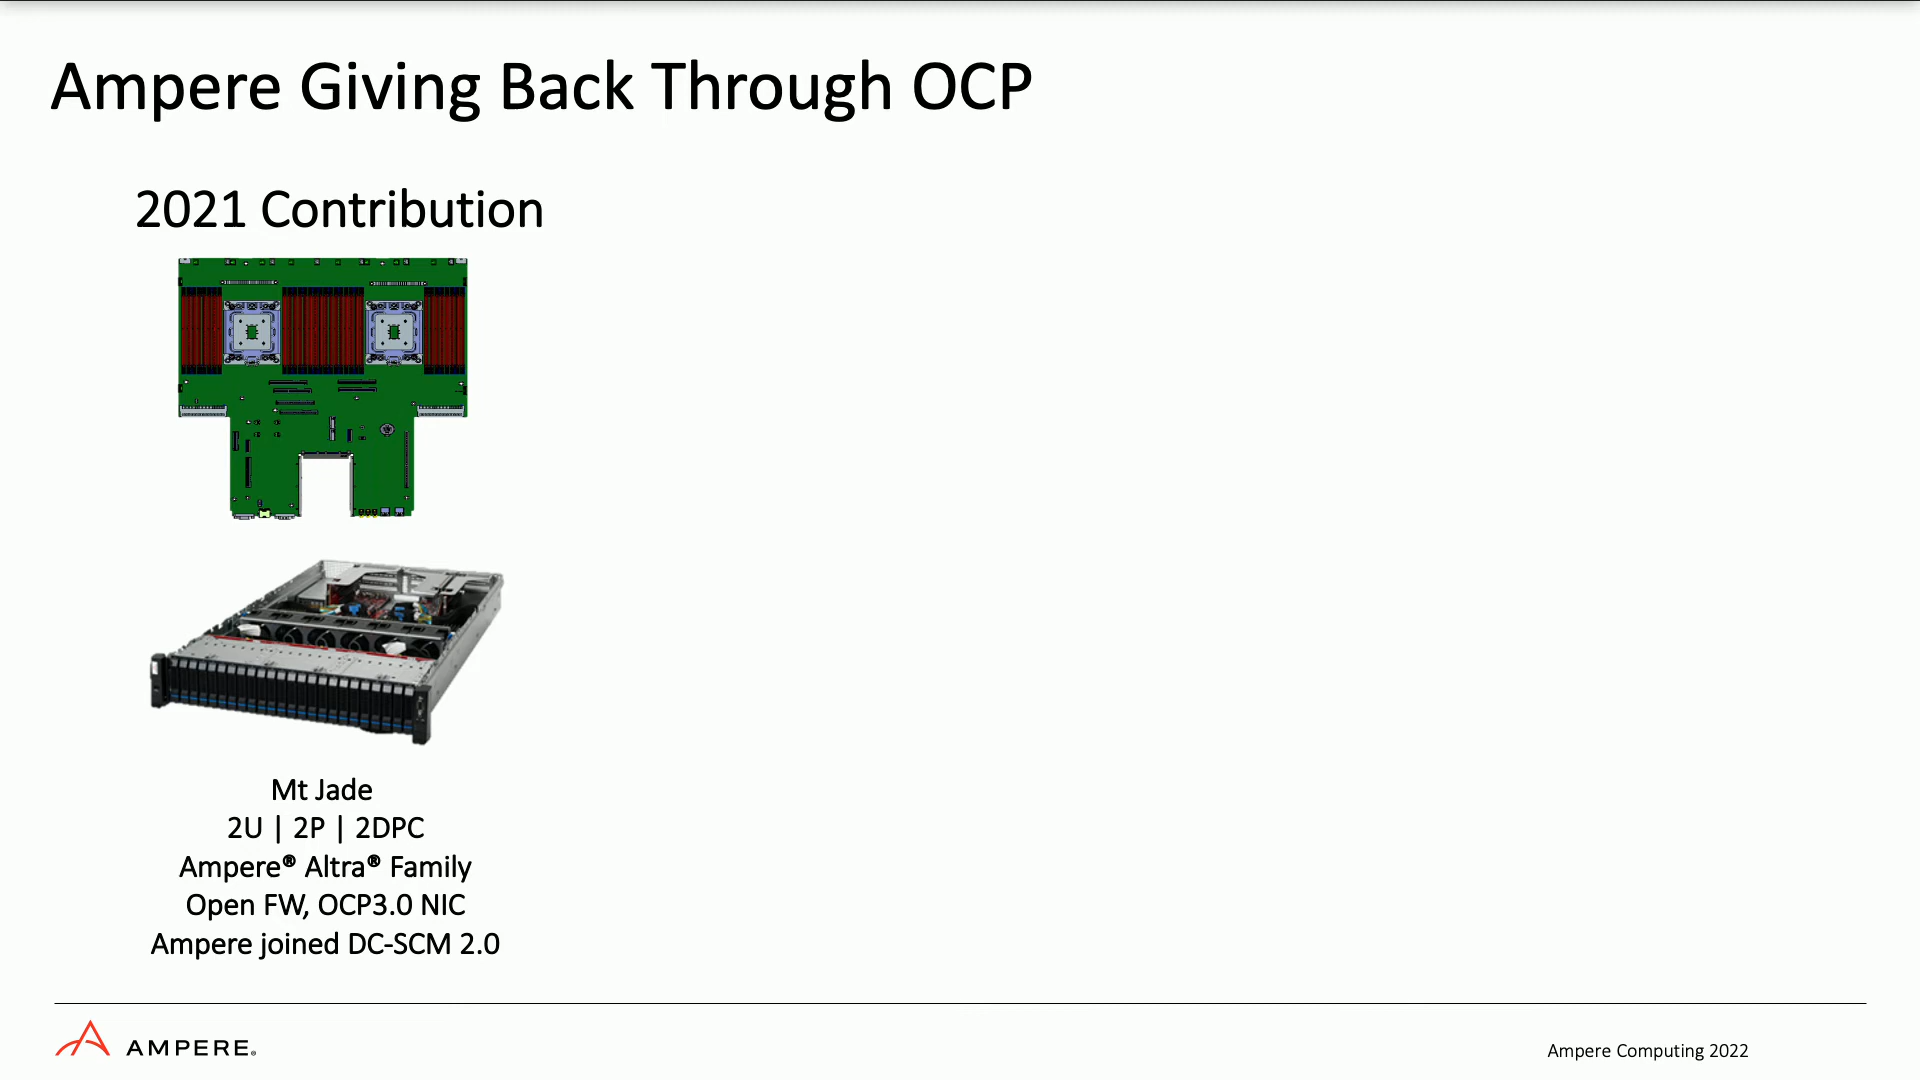 Ampere Giving Back Through OCP
2021 Contribution
Mt Jade
2U | 2P | 2DPC
Ampere® Altra® Family
Open FW, OCP3.0 NIC
Ampere joined DC-SCM 2.0
AMPERE®
Ampere Computing 2022